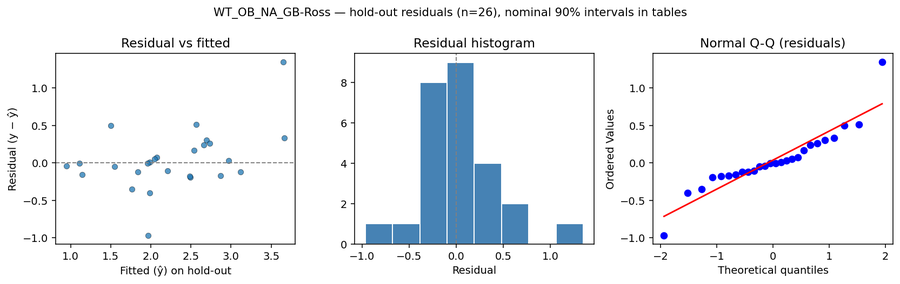 WT_OB_NA_GB-Ross — hold-out residuals (n=26), nominal 90% intervals in tables
Residual vs fitted
Residual (y − ŷ)
1.0
0.5
0.0
−0.5
−1.0
1.0 1.5 2.0 2.5 3.0 3.5
Fitted (ŷ) on hold-out
Residual histogram
8
6
4
2
0
−1.0 −0.5 0.0 0.5 1.0
Residual
Normal Q-Q (residuals)
Ordered Values
1.0
0.5
0.0
−0.5
−1.0
−2 −1 0 1 2
Theoretical quantiles